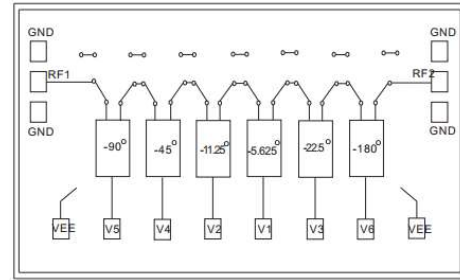 GND GND
RF1 RF2
GND GND
-90° -45° -11.25° -5.625° -22.5° -180°
VEE V5 V4 V2 V1 V3 V6 VEE